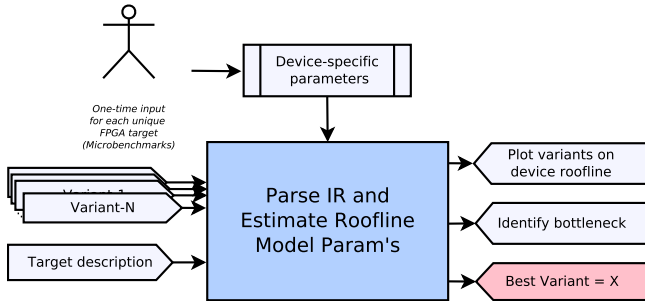 Device-specific
parameters
One-time input
for each unique
FPGA target
(Microbenchmarks)
Variant-N
Target description
Parse IR and
Estimate Roofline
Model Param's
Plot variants on
device roofline
Identify bottleneck
Best Variant = X